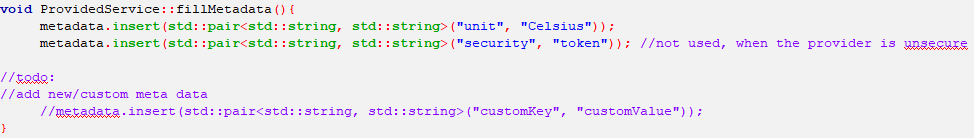 void ProvidedService::fillMetadata(){
metadata.insert(std::pair<std::string, std::string>("unit", "Celsius"));
metadata.insert(std::pair<std::string, std::string>("security", "token")); //not used, when the provider is unsecure
//todo:
//add new/custom meta data
//metadata.insert(std::pair<std::string, std::string>("customKey", "customValue"));
}